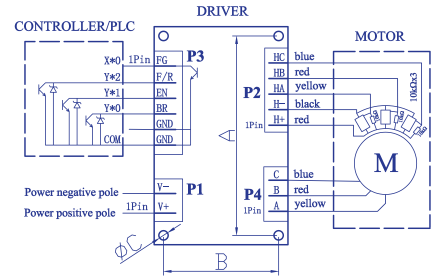 DRIVER
CONTROLLER/PLC
MOTOR
X*0 1Pin FG P3
Y*2 F/R
Y*1 EN
Y*0 BR
GND
COM GND
HC blue
HB red
P2 HA yellow
H- black
1Pin H+ red
10kΩx3
A
M
P1
Power negative pole V-
Power positive pole 1Pin V+
C blue
P4 B red
1Pin A yellow
ØC
B